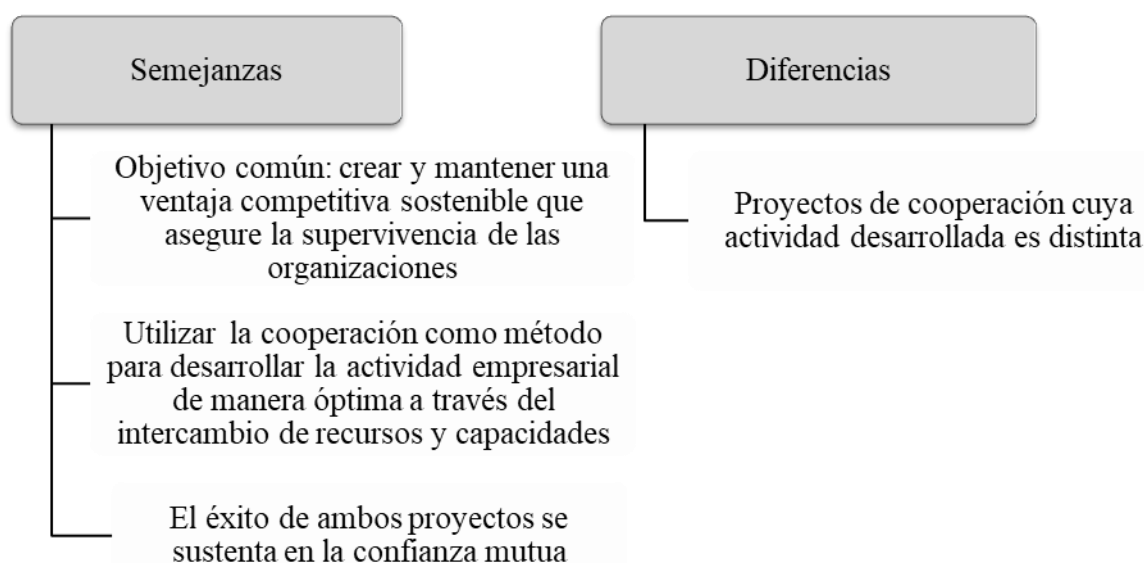 Semejanzas
Objetivo común: crear y mantener una
ventaja competitiva sostenible que
asegure la supervivencia de las
organizaciones
Utilizar la cooperación como método
para desarrollar la actividad empresarial
de manera óptima a través del
intercambio de recursos y capacidades
El éxito de ambos proyectos se
sustenta en la confianza mutua
Diferencias
Proyectos de cooperación cuya
actividad desarrollada es distinta